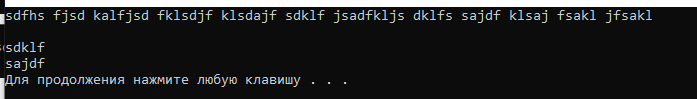 sdfhs fjsd kalfjsd fklsdjf klsdajf sdklf jsadfkljs dklfs sajdf klsaj fsakl jfsakl
sdklf
sajdf
Для продолжения нажмите любую клавишу . . .